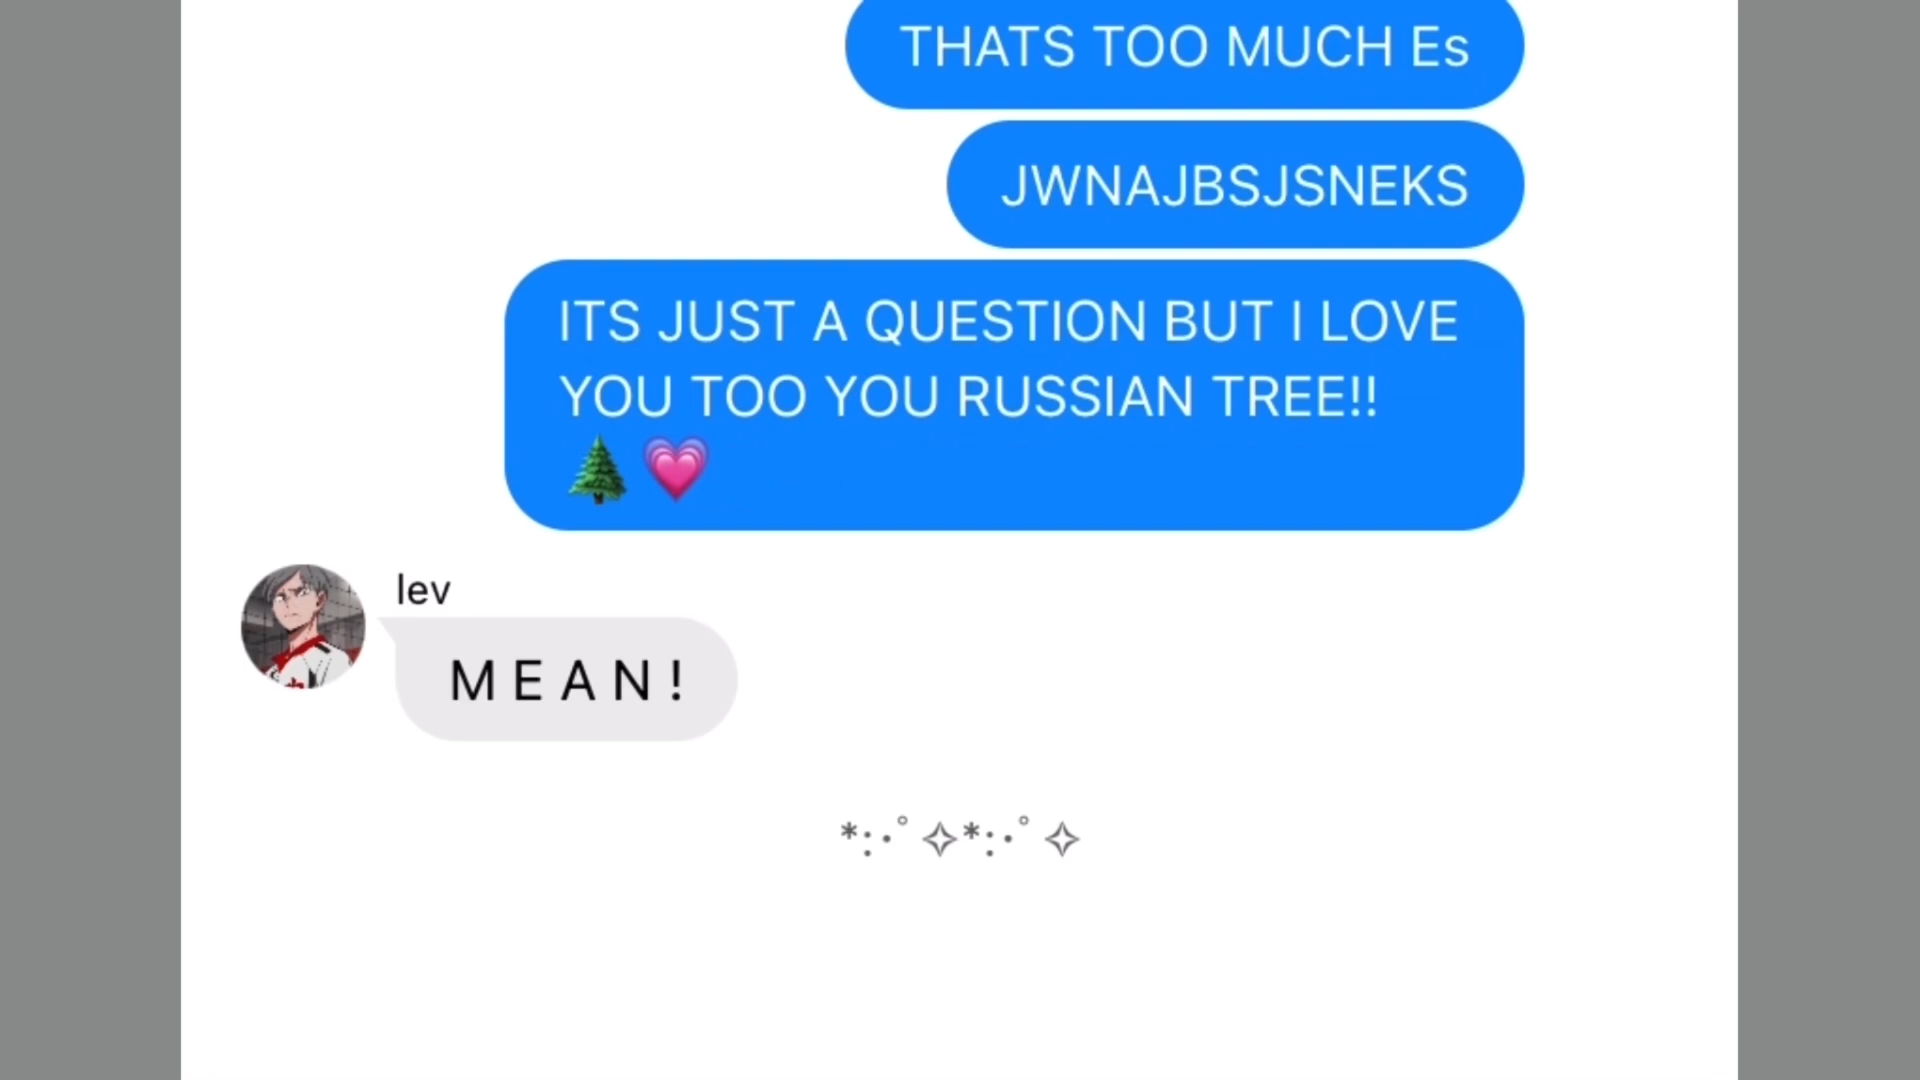 THATS TOO MUCH Es
JWNAJBSJSNEKS
ITS JUST A QUESTION BUT I LOVE
YOU TOO YOU RUSSIAN TREE!!
🌲💗
lev
M E A N !
*:･ﾟ✧*:･ﾟ✧